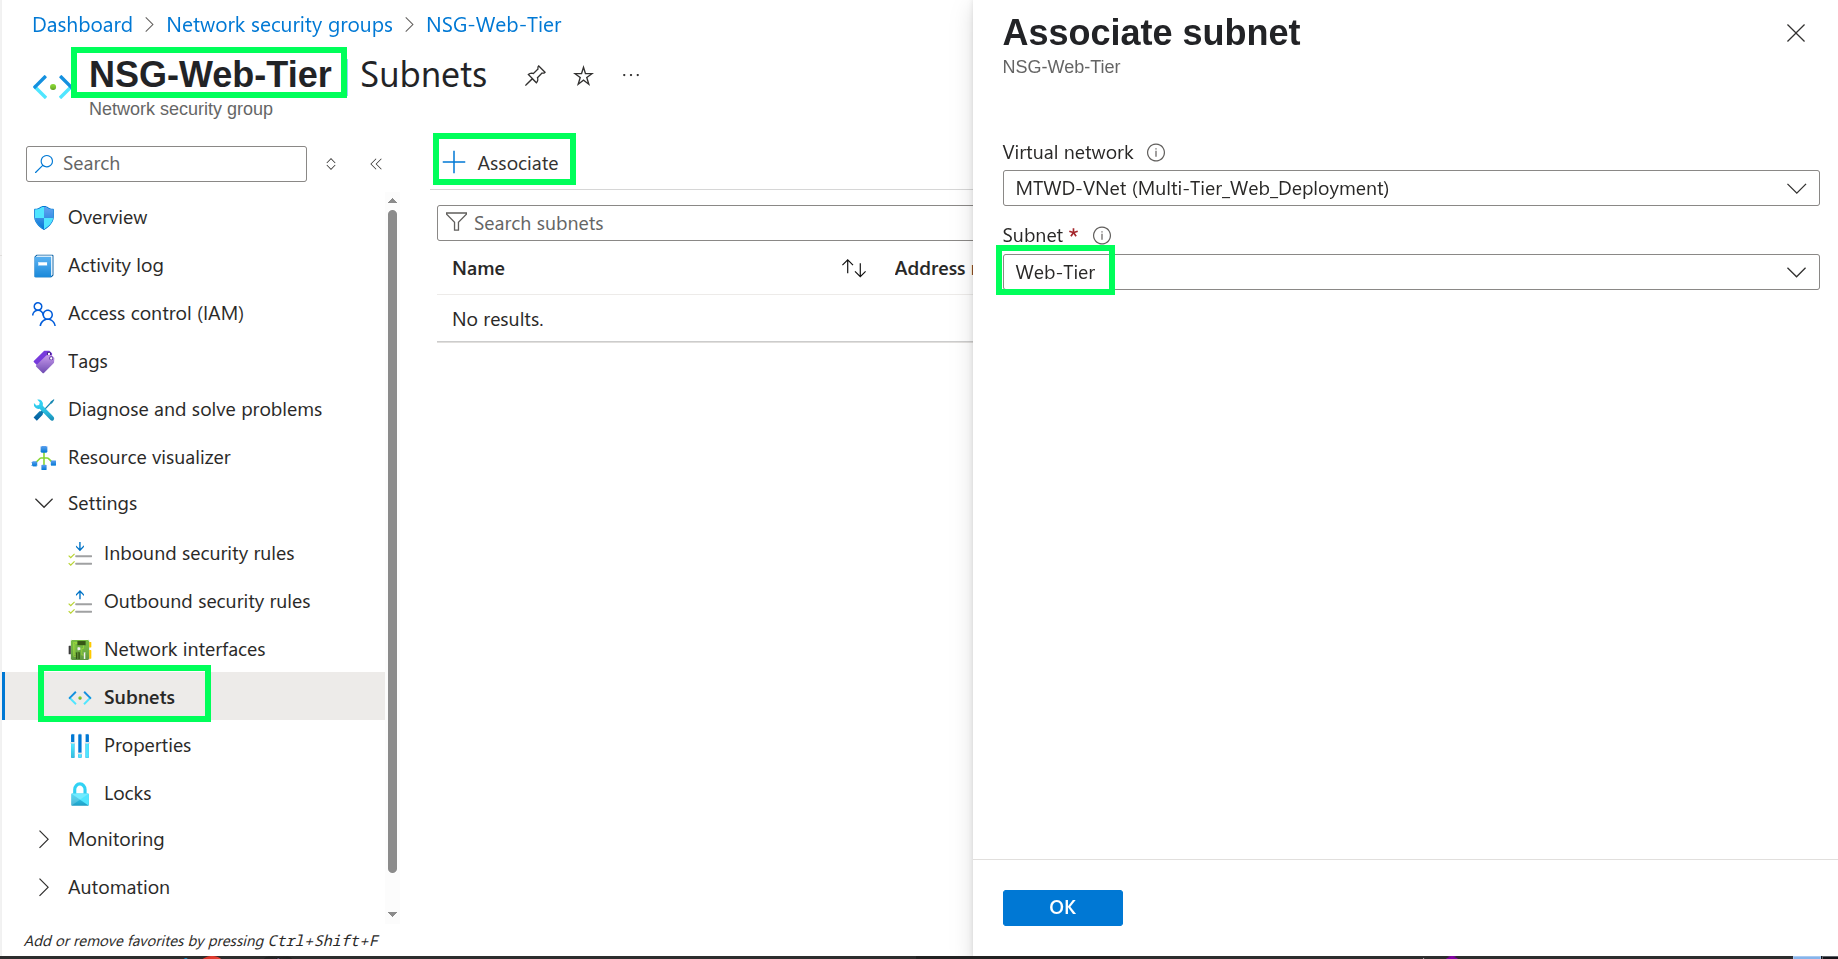 Dashboard > Network security groups > NSG-Web-Tier
NSG-Web-Tier Subnets ...
Network security group
Search
Overview
Activity log
Access control (IAM)
Tags
Diagnose and solve problems
Resource visualizer
Settings
Inbound security rules
Outbound security rules
Network interfaces
Subnets
Properties
Locks
Monitoring
Automation
Add or remove favorites by pressing Ctrl+Shift+F
Associate
Search subnets
Name Address
No results.
Associate subnet
NSG-Web-Tier
Virtual network
MTWD-VNet (Multi-Tier_Web_Deployment)
Subnet *
Web-Tier
OK